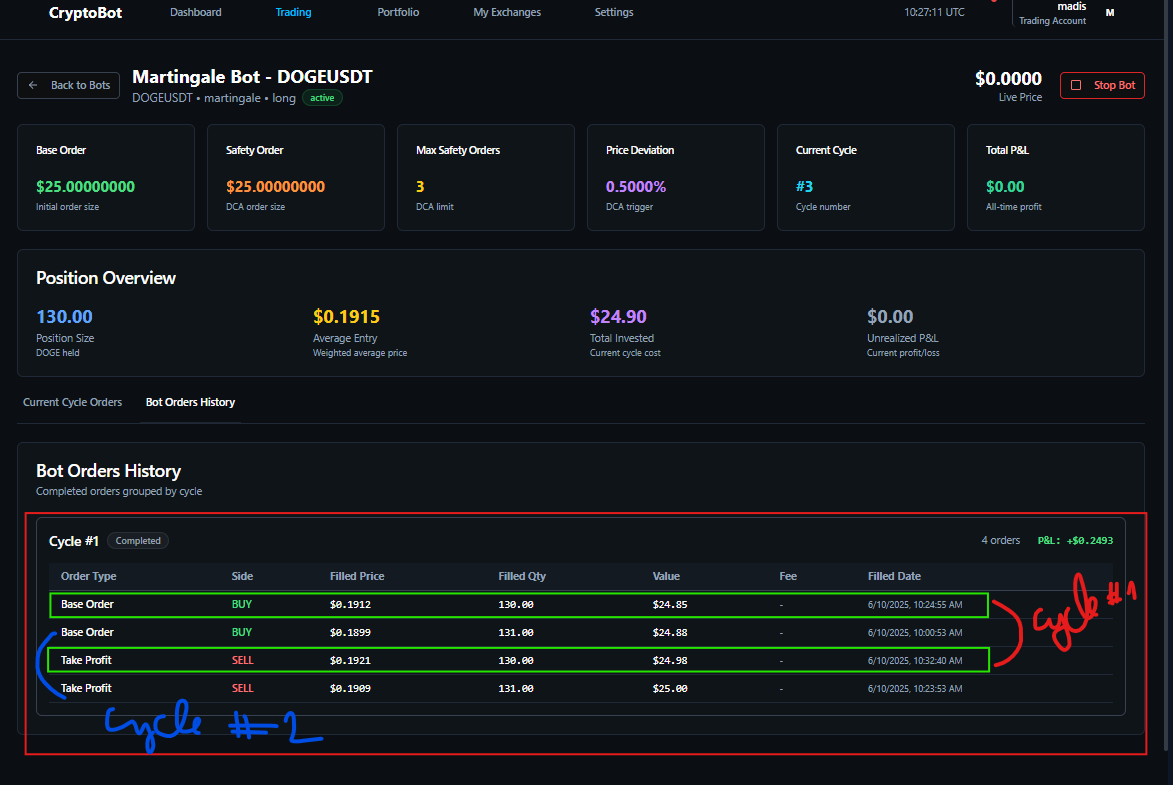 CryptoBot Dashboard Trading Portfolio My Exchanges Settings 10:27:11 UTC madis M
Trading Account
← Back to Bots Martingale Bot - DOGEUSDT $0.0000 Stop Bot
DOGEUSDT • martingale • long active Live Price
Base Order Safety Order Max Safety Orders Price Deviation Current Cycle Total P&L
$25.00000000 $25.00000000 3 0.5000% #3 $0.00
Initial order size DCA order size DCA limit DCA trigger Cycle number All-time profit
Position Overview
130.00 $0.1915 $24.90 $0.00
Position Size Average Entry Total Invested Unrealized P&L
DOGE held Weighted average price Current cycle cost Current profit/loss
Current Cycle Orders Bot Orders History
Bot Orders History
Completed orders grouped by cycle
Cycle #1 Completed 4 orders P&L: +$0.2493
Order Type Side Filled Price Filled Qty Value Fee Filled Date
Base Order BUY $0.1912 130.00 $24.85 - 6/10/2025, 10:24:55 AM
Base Order BUY $0.1899 131.00 $24.88 - 6/10/2025, 10:00:53 AM
Take Profit SELL $0.1921 130.00 $24.98 - 6/10/2025, 10:32:40 AM
Take Profit SELL $0.1909 131.00 $25.00 - 6/10/2025, 10:23:53 AM
Cycle #1
Cycle #2